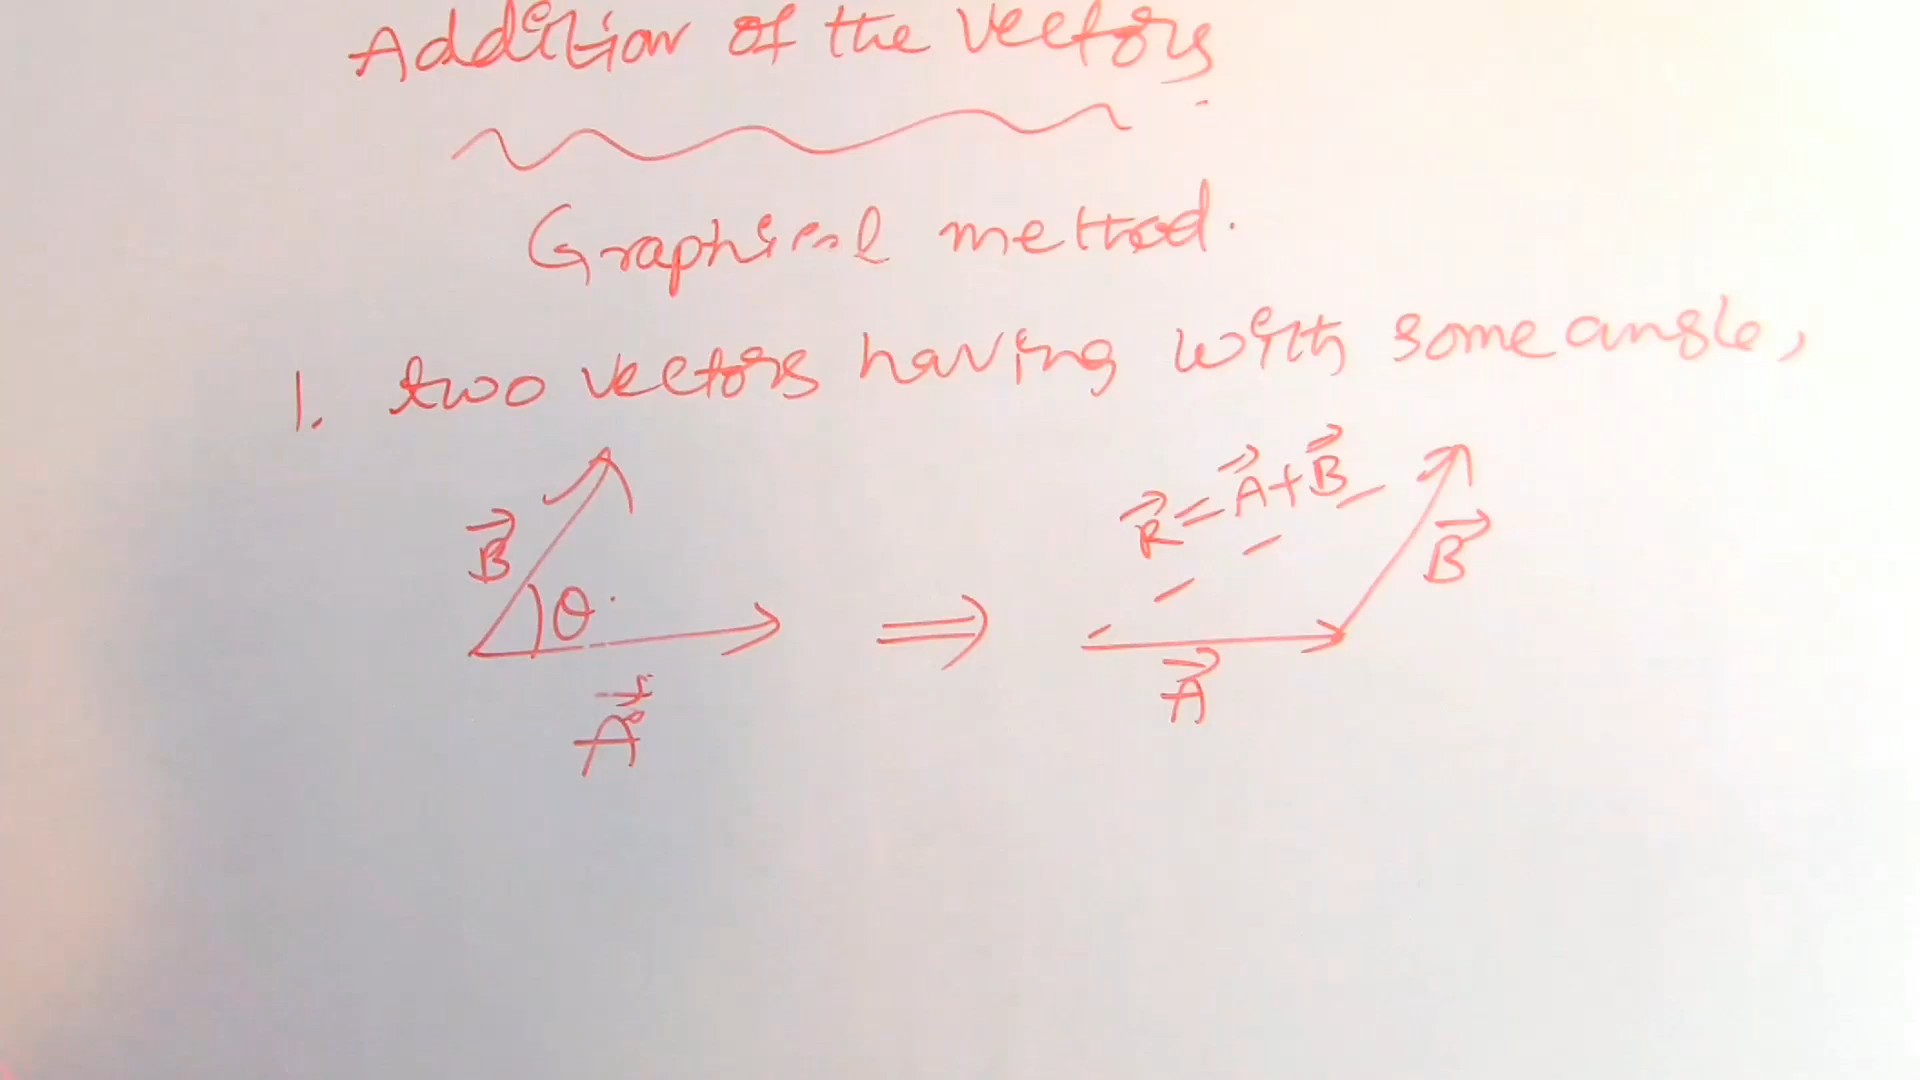 Addition of the vectors
Graphical method.
1. two vectors having with some angle,
B⃗ θ
A⃗
⇒
R⃗ = A⃗ + B⃗
B⃗
A⃗